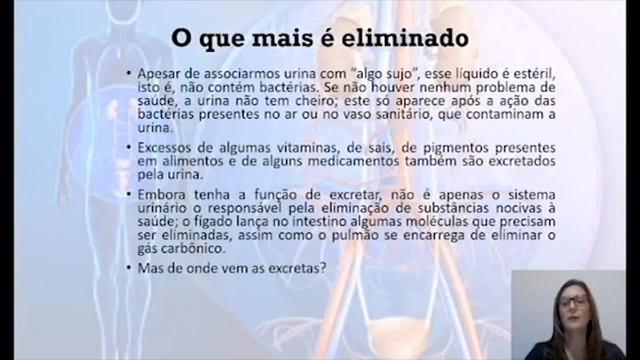 O que mais é eliminado
• Apesar de associarmos urina com "algo sujo", esse líquido é estéril,
isto é, não contém bactérias. Se não houver nenhum problema de
saúde, a urina não tem cheiro; este só aparece após a ação das
bactérias presentes no ar ou no vaso sanitário, que contaminam a
urina.
• Excessos de algumas vitaminas, de sais, de pigmentos presentes
em alimentos e de alguns medicamentos também são excretados
pela urina.
• Embora tenha a função de excretar, não é apenas o sistema
urinário o responsável pela eliminação de substâncias nocivas à
saúde; o fígado lança no intestino algumas moléculas que precisam
ser eliminadas, assim como o pulmão se encarrega de eliminar o
gás carbônico.
• Mas de onde vem as excretas?